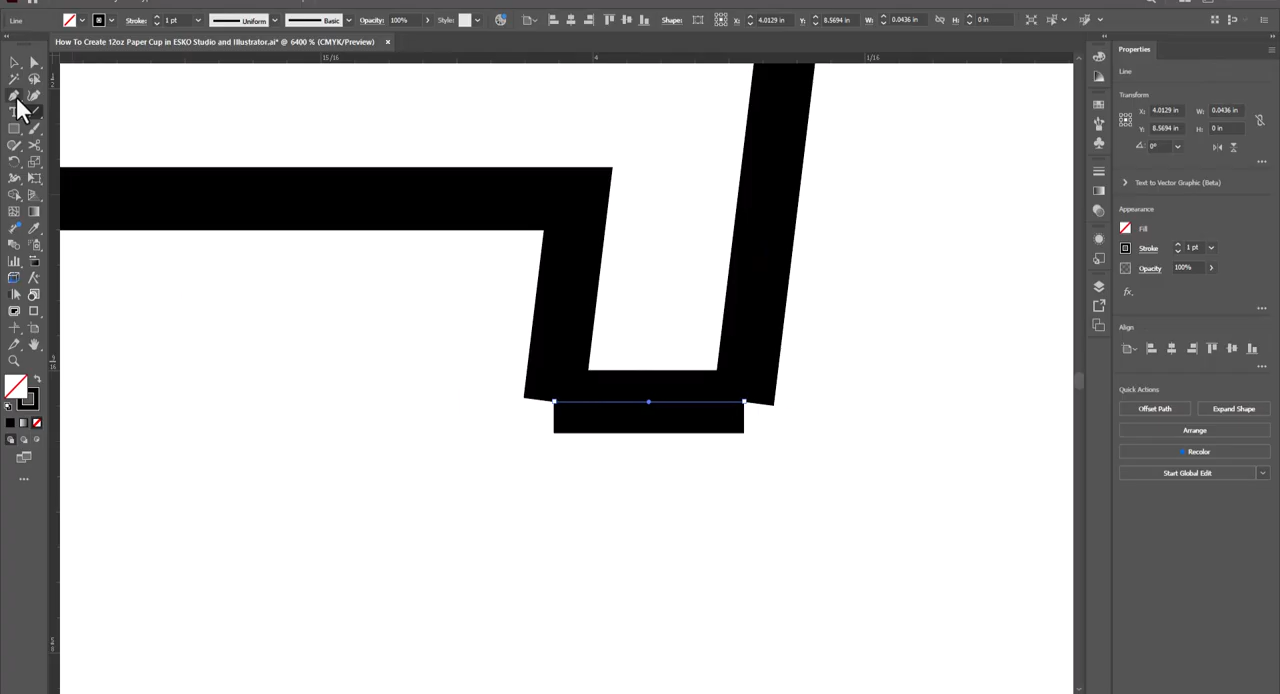 Line Stroke: 1 pt Uniform Basic Opacity: 100% Style: Shape: X: 4.0129 in Y: 8.5694 in W: 0.0436 in H: 0 in
How To Create 12oz Paper Cup in ESKO Studio and Illustrator.ai* @ 6400 % (CMYK/Preview) ×
Properties
15/16 4 1/16
Line
Transform
X: 4.0129 in W: 0.0436 in
Y: 8.5694 in H: 0 in
0°
Text to Vector Graphic (Beta)
Appearance
Fill
Stroke 1 pt
Opacity 100%
fx
Align
Quick Actions
Offset Path Expand Shape
Arrange
Recolor
Start Global Edit